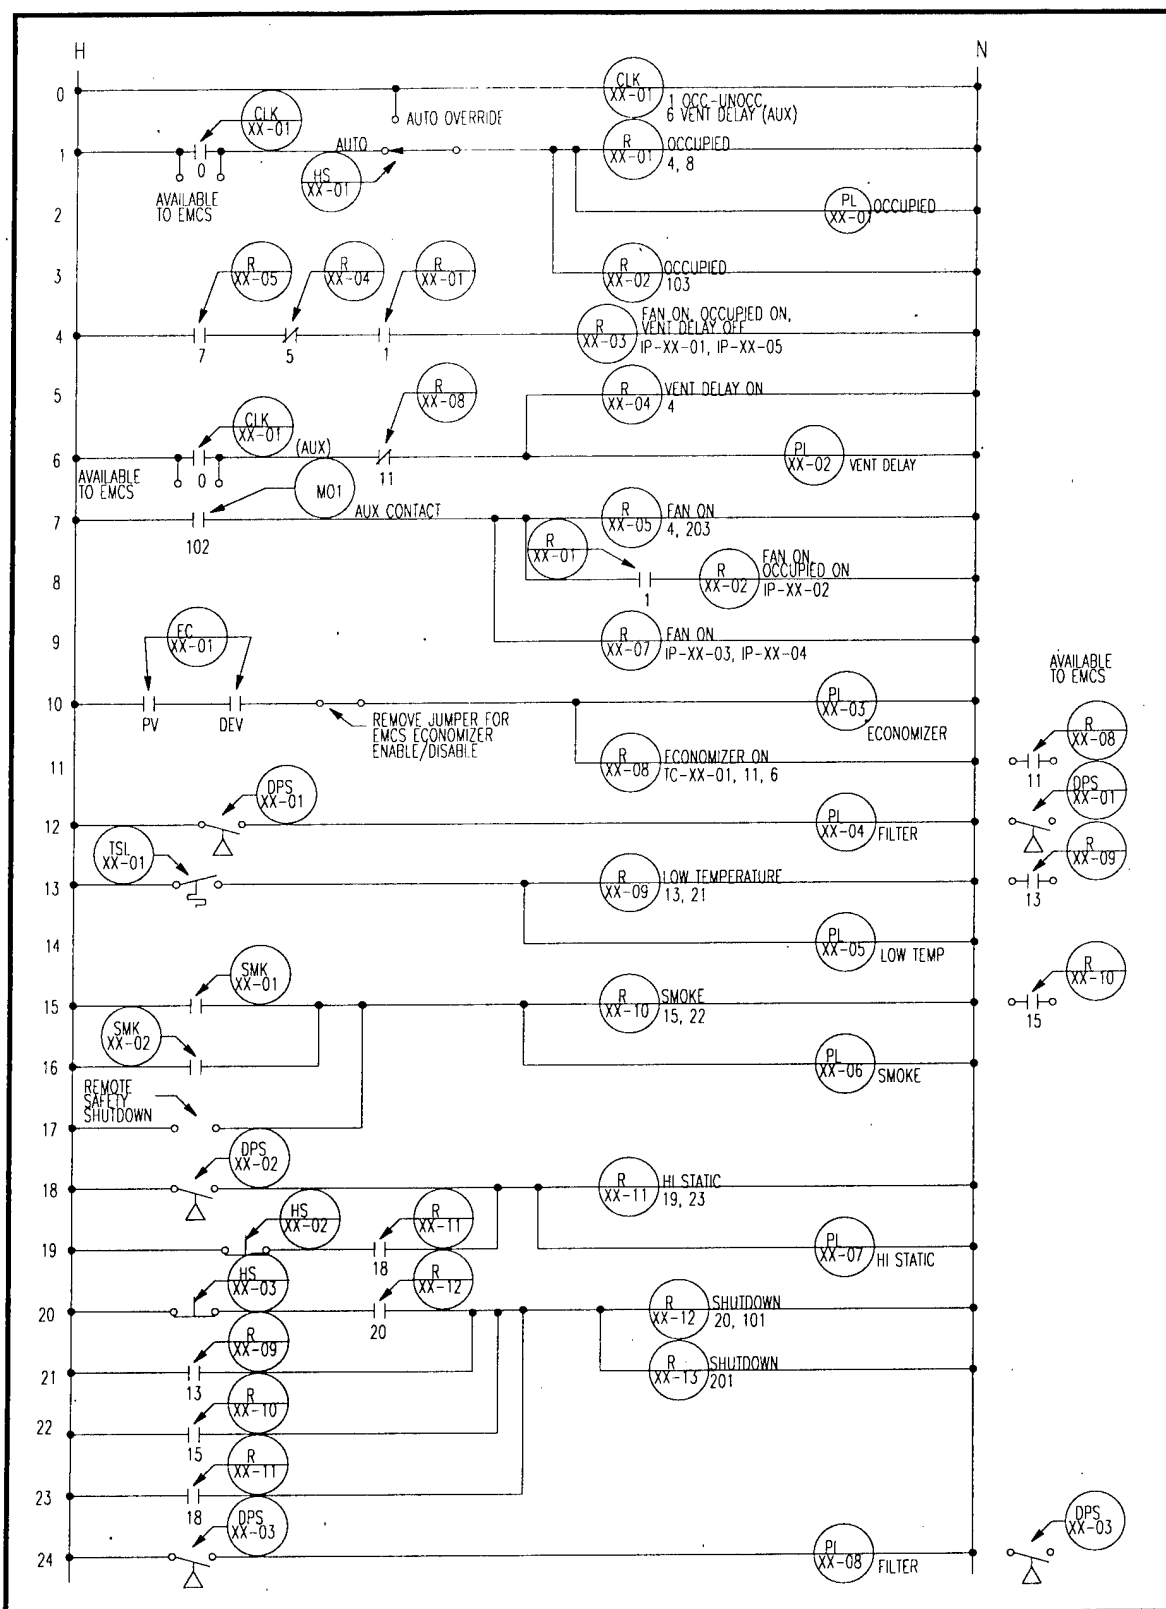 H
N
0
CLK
XX-01
1 OCC-UNOCC,
6 VENT DELAY (AUX)
AUTO OVERRIDE
CLK
XX-01
1
0
AUTO
HS
XX-01
R
XX-01
OCCUPIED
4, 8
AVAILABLE
TO EMCS
2
PL
XX-01
OCCUPIED
3
R
XX-05
R
XX-04
R
XX-01
R
XX-02
OCCUPIED
103
4
7
5
1
R
XX-03
FAN ON, OCCUPIED ON,
VENT DELAY OFF
IP-XX-01, IP-XX-05
5
R
XX-08
R
XX-04
VENT DELAY ON
4
CLK
XX-01
(AUX)
6
0
11
PL
XX-02
VENT DELAY
AVAILABLE
TO EMCS
M01
AUX CONTACT
7
102
R
XX-05
FAN ON
4, 203
R
XX-01
8
1
R
XX-02
FAN ON,
OCCUPIED ON
IP-XX-02
9
EC
XX-01
R
XX-07
FAN ON
IP-XX-03, IP-XX-04
10
PV
DEV
REMOVE JUMPER FOR
EMCS ECONOMIZER
ENABLE/DISABLE
PL
XX-03
ECONOMIZER
AVAILABLE
TO EMCS
R
XX-08
11
R
XX-08
ECONOMIZER ON
TC-XX-01, 11, 6
11
DPS
XX-01
DPS
XX-01
12
PL
XX-04
FILTER
TSL
XX-01
R
XX-09
13
R
XX-09
LOW TEMPERATURE
13, 21
13
14
PL
XX-05
LOW TEMP
SMK
XX-01
R
XX-10
15
R
XX-10
SMOKE
15, 22
15
SMK
XX-02
16
PL
XX-06
SMOKE
REMOTE
SAFETY
SHUTDOWN
17
DPS
XX-02
18
R
XX-11
HI STATIC
19, 23
HS
XX-02
R
XX-11
19
18
PL
XX-07
HI STATIC
HS
XX-03
R
XX-12
20
20
R
XX-12
SHUTDOWN
20, 101
R
XX-09
21
13
R
XX-13
SHUTDOWN
201
R
XX-10
22
15
R
XX-11
23
18
DPS
XX-03
DPS
XX-03
24
PL
XX-08
FILTER